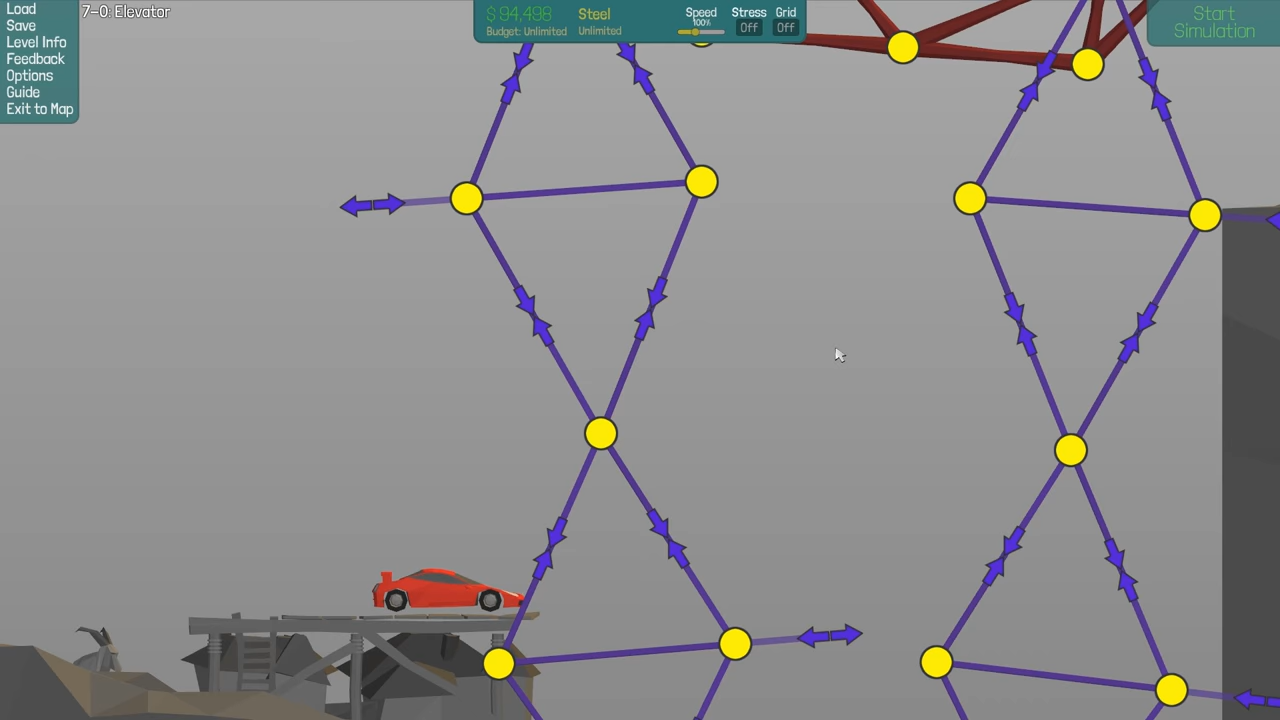 Load
Save
Level Info
Feedback
Options
Guide
Exit to Map
7-0: Elevator
$ 94,498
Budget: Unlimited
Steel
Unlimited
Speed
100%
Stress
Off
Grid
Off
Start
Simulation